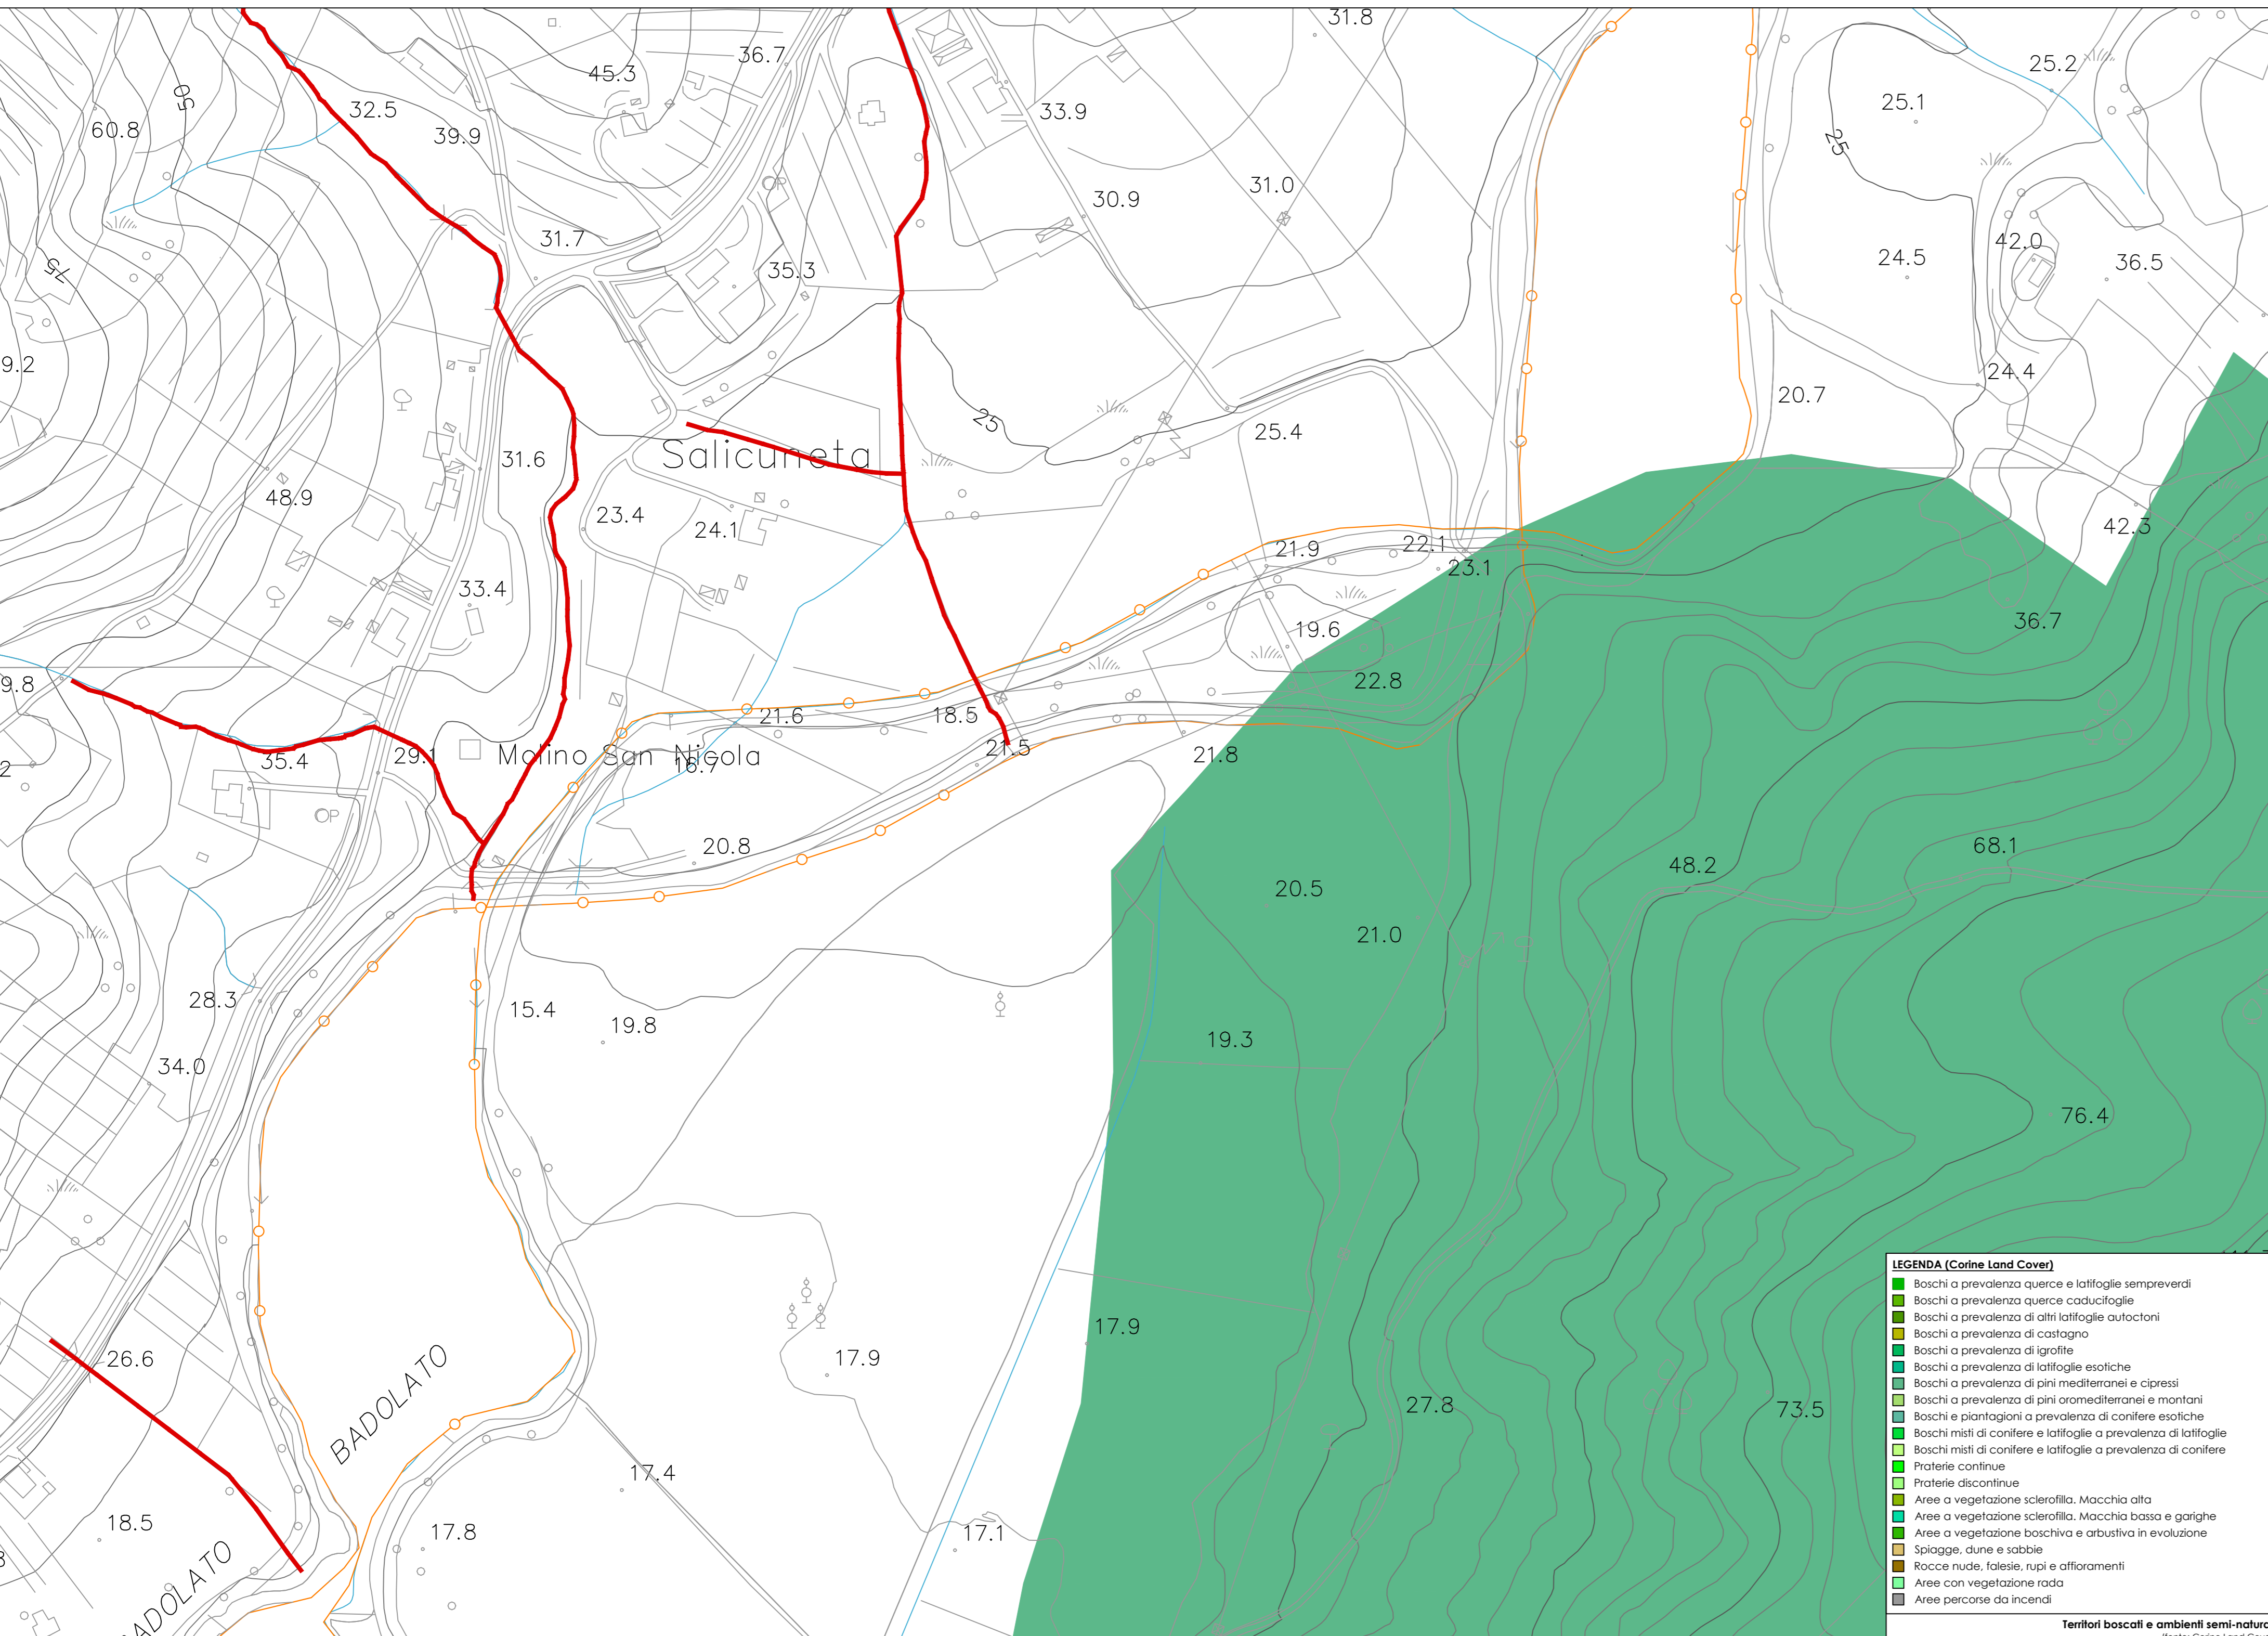 31.8
36.7
45.3
25.2
50
60.8
32.5
39.9
33.9
25.1
25
31.7
35.3
30.9
31.0
42.0
24.5
36.5
75
9.2
24.4
20.7
25
25.4
31.6
Salicuneta
48.9
23.4
24.1
42.3
21.9
22.1
23.1
33.4
19.6
36.7
9.8
22.8
21.6
18.5
21.5
21.8
35.4
29.1
Molino San Nicola
16.7
2
20.8
48.2
68.1
20.5
21.0
28.3
15.4
19.8
19.3
34.0
76.4
17.9
26.6
17.9
BADOLATO
27.8
73.5
17.4
18.5
17.8
17.1
ADOLATO
LEGENDA (Corine Land Cover)
Boschi a prevalenza querce e latifoglie sempreverdi
Boschi a prevalenza querce caducifoglie
Boschi a prevalenza di altri latifoglie autoctoni
Boschi a prevalenza di castagno
Boschi a prevalenza di igrofite
Boschi a prevalenza di latifoglie esotiche
Boschi a prevalenza di pini mediterranei e cipressi
Boschi a prevalenza di pini oromediterranei e montani
Boschi e piantagioni a prevalenza di conifere esotiche
Boschi misti di conifere e latifoglie a prevalenza di latifoglie
Boschi misti di conifere e latifoglie a prevalenza di conifere
Praterie continue
Praterie discontinue
Aree a vegetazione sclerofilla. Macchia alta
Aree a vegetazione sclerofilla. Macchia bassa e garighe
Aree a vegetazione boschiva e arbustiva in evoluzione
Spiagge, dune e sabbie
Rocce nude, falesie, rupi e affioramenti
Aree con vegetazione rada
Aree percorse da incendi
Territori boscati e ambienti semi-natura